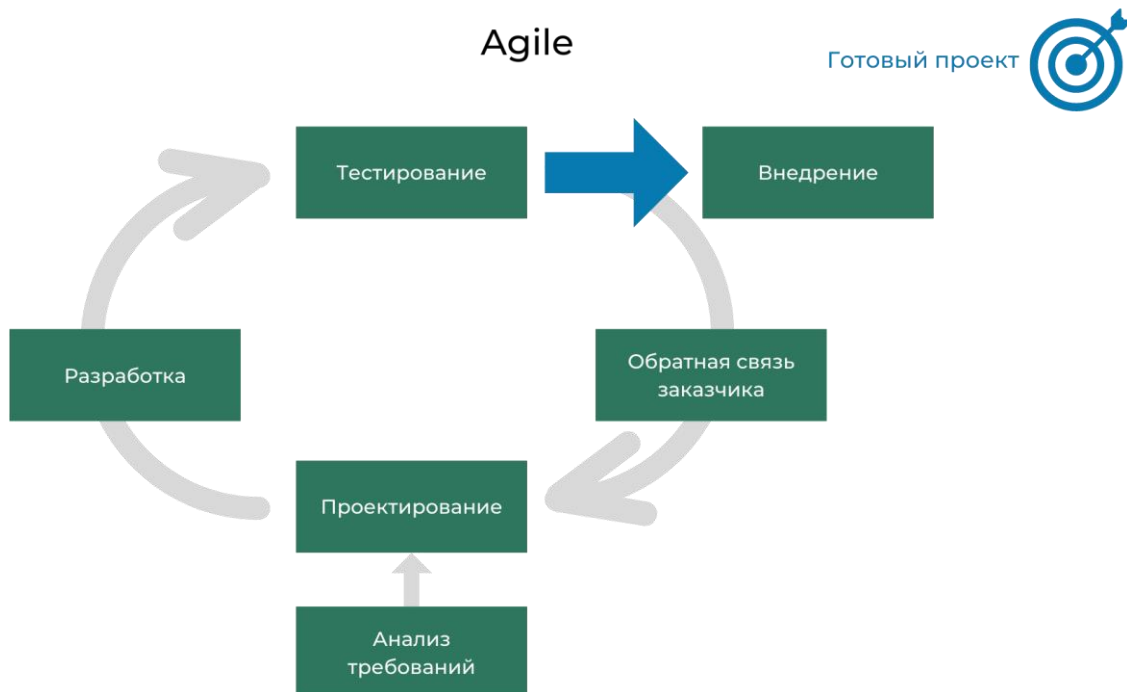 Agile
Готовый проект
Тестирование
Внедрение
Разработка
Обратная связь
заказчика
Проектирование
Анализ
требований